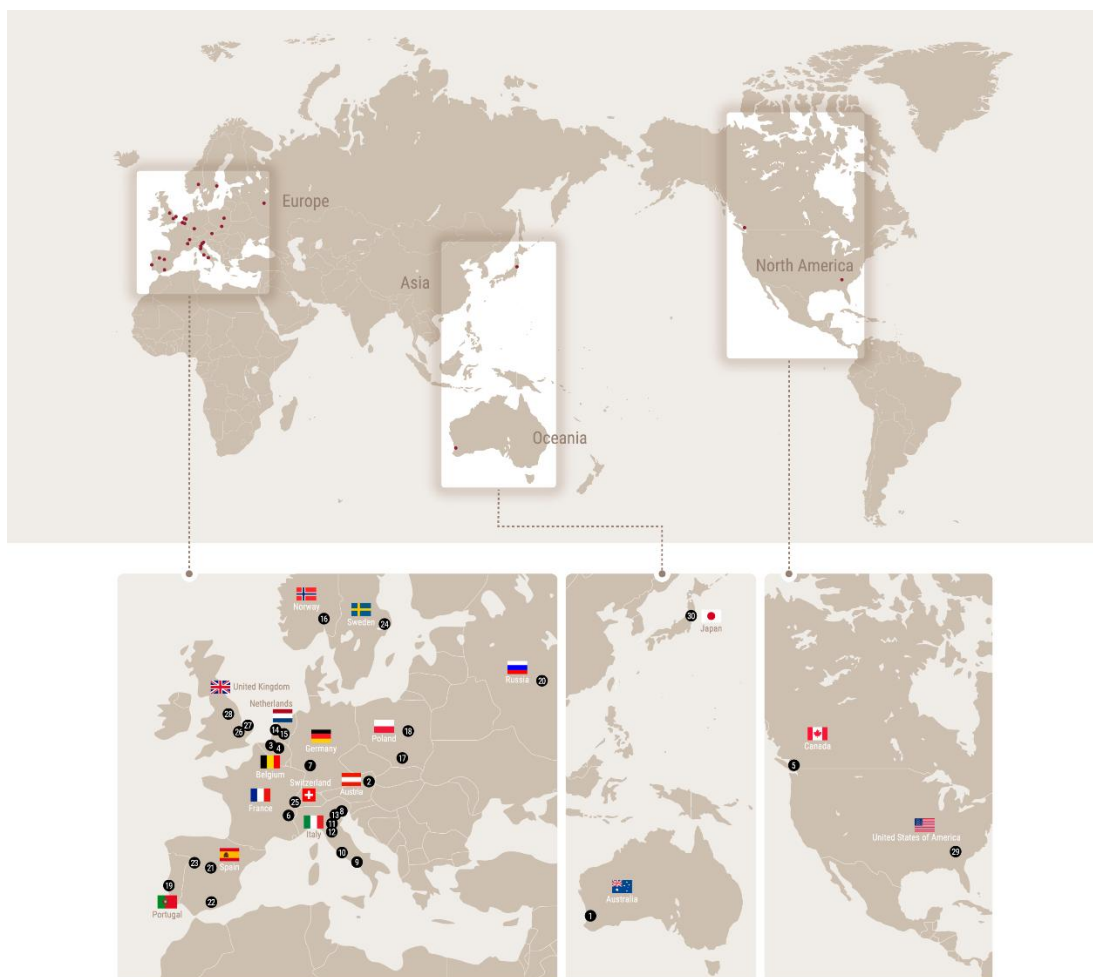 Europe
Asia
North America
Oceania
Norway
16
Sweden
24
Russia
20
United Kingdom
28
27
26
Netherlands
14
15
3
4
Belgium
Germany
7
Poland
18
17
Switzerland
25
Austria
2
France
6
Italy
13
8
11
12
10
9
23
21
Spain
19
22
Portugal
30
Japan
Australia
1
Canada
5
United States of America
29